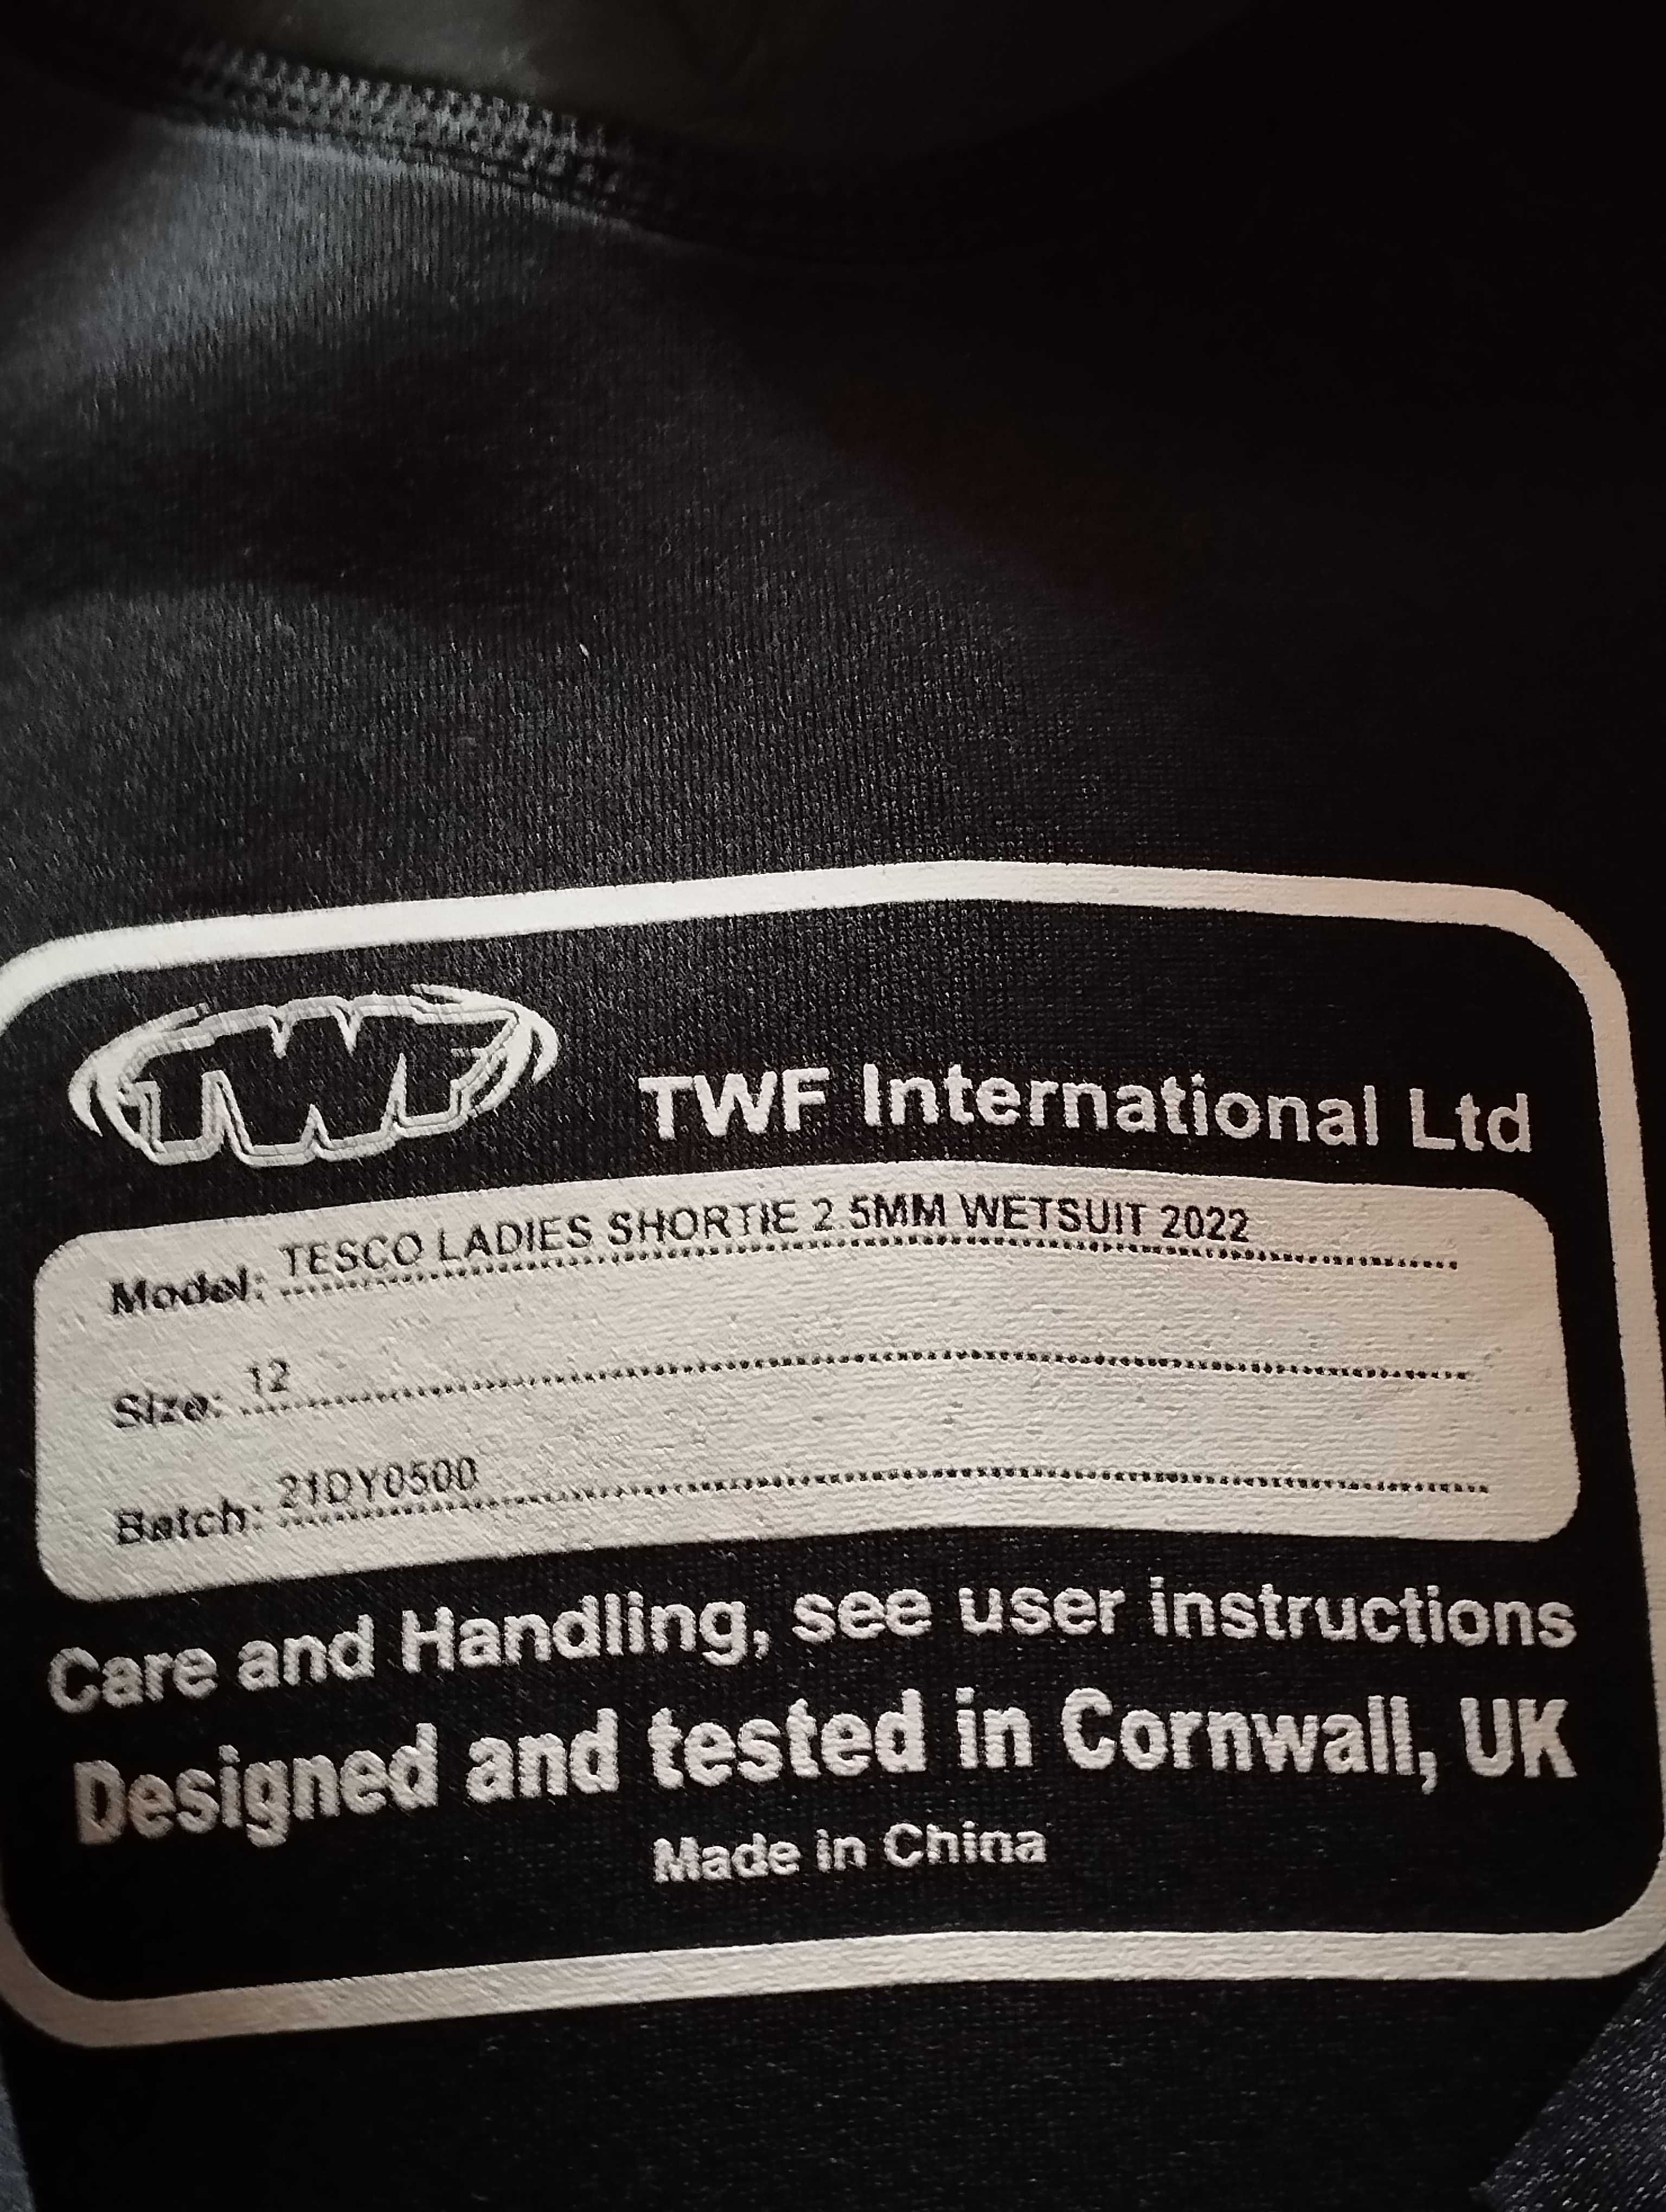 TWF
TWF International Ltd
Model: TESCO LADIES SHORTIE 2.5MM WETSUIT 2022
Size: 12
Batch: 21DY0500
Care and Handling, see user instructions
Designed and tested in Cornwall, UK
Made in China